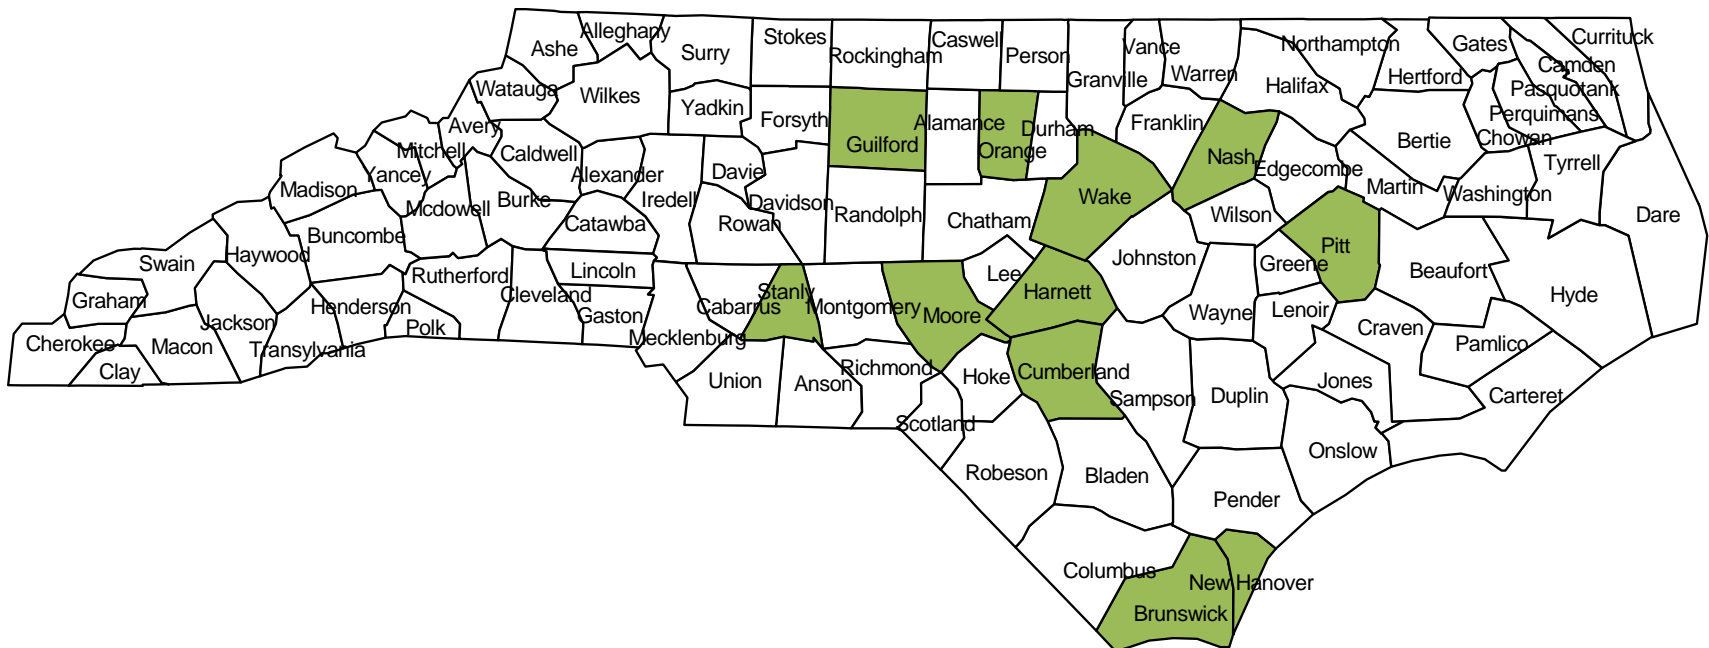 Ashe
Alleghany
Surry
Stokes
Rockingham
Caswell
Person
Granville
Vance
Warren
Northampton
Halifax
Hertford
Gates
Currituck
Camden
Pasquotank
Perquimans
Chowan
Watauga
Wilkes
Yadkin
Forsyth
Guilford
Alamance
Orange
Durham
Franklin
Nash
Edgecombe
Bertie
Martin
Washington
Tyrrell
Dare
Avery
Mitchell
Yancey
Caldwell
Alexander
Iredell
Davie
Davidson
Randolph
Chatham
Wake
Wilson
Pitt
Beaufort
Hyde
Madison
Mcdowell
Burke
Catawba
Rowan
Johnston
Greene
Buncombe
Haywood
Swain
Graham
Rutherford
Lincoln
Cleveland
Gaston
Cabarrus
Stanly
Montgomery
Moore
Lee
Harnett
Wayne
Lenoir
Craven
Pamlico
Cherokee
Clay
Macon
Jackson
Transylvania
Henderson
Polk
Mecklenburg
Union
Anson
Richmond
Hoke
Scotland
Cumberland
Sampson
Duplin
Jones
Carteret
Onslow
Robeson
Bladen
Pender
Columbus
Brunswick
New Hanover